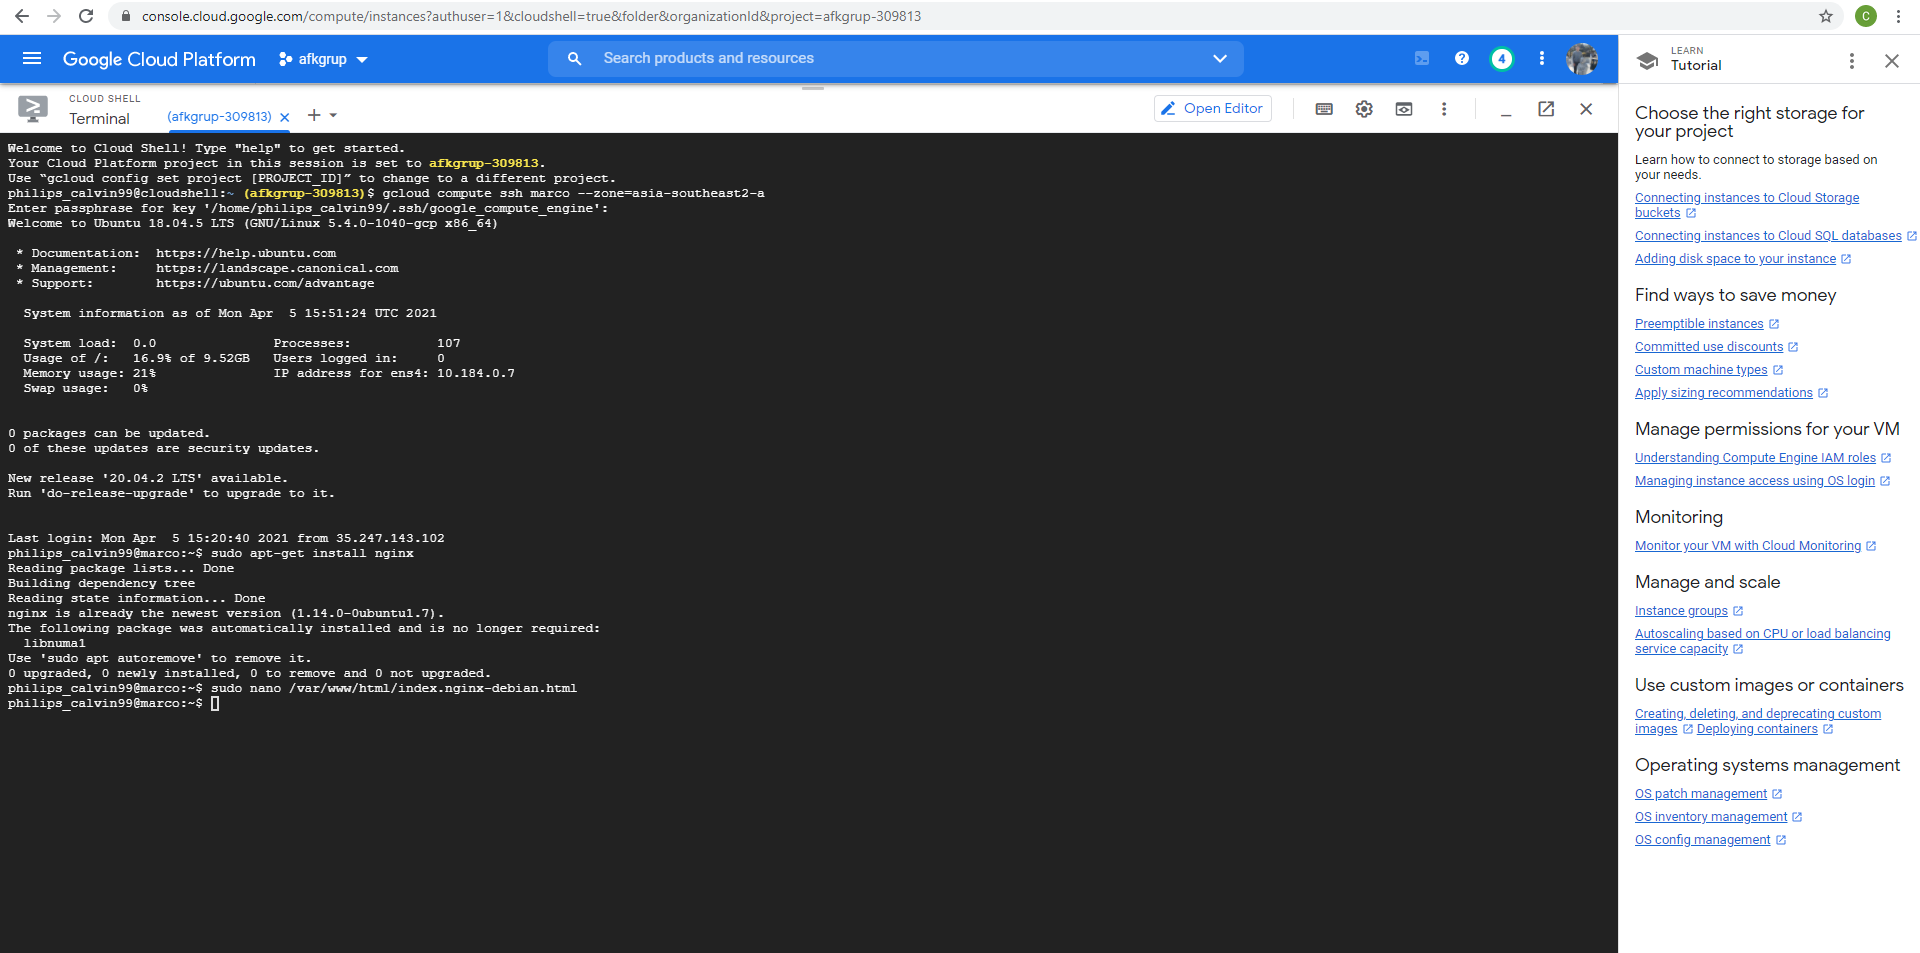 console.cloud.google.com/compute/instances?authuser=1&cloudshell=true&folder&organizationId&project=afkgrup-309813
C
Google Cloud Platform
afkgrup
Search products and resources
4
LEARN
Tutorial
CLOUD SHELL
Terminal
(afkgrup-309813)
Open Editor
Welcome to Cloud Shell! Type "help" to get started.
Your Cloud Platform project in this session is set to afkgrup-309813.
Use “gcloud config set project [PROJECT_ID]” to change to a different project.
philips_calvin99@cloudshell:~ (afkgrup-309813)$ gcloud compute ssh marco --zone=asia-southeast2-a
Enter passphrase for key '/home/philips_calvin99/.ssh/google_compute_engine':
Welcome to Ubuntu 18.04.5 LTS (GNU/Linux 5.4.0-1040-gcp x86_64)
* Documentation:  https://help.ubuntu.com
* Management:     https://landscape.canonical.com
* Support:        https://ubuntu.com/advantage
System information as of Mon Apr  5 15:51:24 UTC 2021
System load:  0.0               Processes:           107
Usage of /:   16.9% of 9.52GB   Users logged in:     0
Memory usage: 21%               IP address for ens4: 10.184.0.7
Swap usage:   0%
0 packages can be updated.
0 of these updates are security updates.
New release '20.04.2 LTS' available.
Run 'do-release-upgrade' to upgrade to it.
Last login: Mon Apr  5 15:20:40 2021 from 35.247.143.102
philips_calvin99@marco:~$ sudo apt-get install nginx
Reading package lists... Done
Building dependency tree
Reading state information... Done
nginx is already the newest version (1.14.0-0ubuntu1.7).
The following package was automatically installed and is no longer required:
libnuma1
Use 'sudo apt autoremove' to remove it.
0 upgraded, 0 newly installed, 0 to remove and 0 not upgraded.
philips_calvin99@marco:~$ sudo nano /var/www/html/index.nginx-debian.html
philips_calvin99@marco:~$
Choose the right storage for
your project
Learn how to connect to storage based on
your needs.
Connecting instances to Cloud Storage
buckets
Connecting instances to Cloud SQL databases
Adding disk space to your instance
Find ways to save money
Preemptible instances
Committed use discounts
Custom machine types
Apply sizing recommendations
Manage permissions for your VM
Understanding Compute Engine IAM roles
Managing instance access using OS login
Monitoring
Monitor your VM with Cloud Monitoring
Manage and scale
Instance groups
Autoscaling based on CPU or load balancing
service capacity
Use custom images or containers
Creating, deleting, and deprecating custom
images Deploying containers
Operating systems management
OS patch management
OS inventory management
OS config management